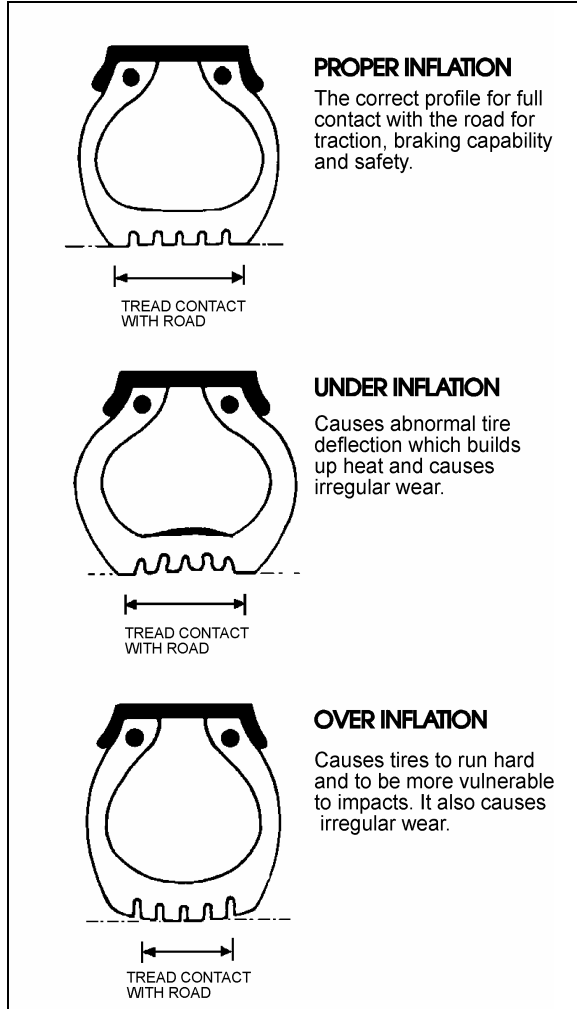 PROPER INFLATION
The correct profile for full
contact with the road for
traction, braking capability
and safety.
TREAD CONTACT
WITH ROAD
UNDER INFLATION
Causes abnormal tire
deflection which builds
up heat and causes
irregular wear.
TREAD CONTACT
WITH ROAD
OVER INFLATION
Causes tires to run hard
and to be more vulnerable
to impacts. It also causes
irregular wear.
TREAD CONTACT
WITH ROAD